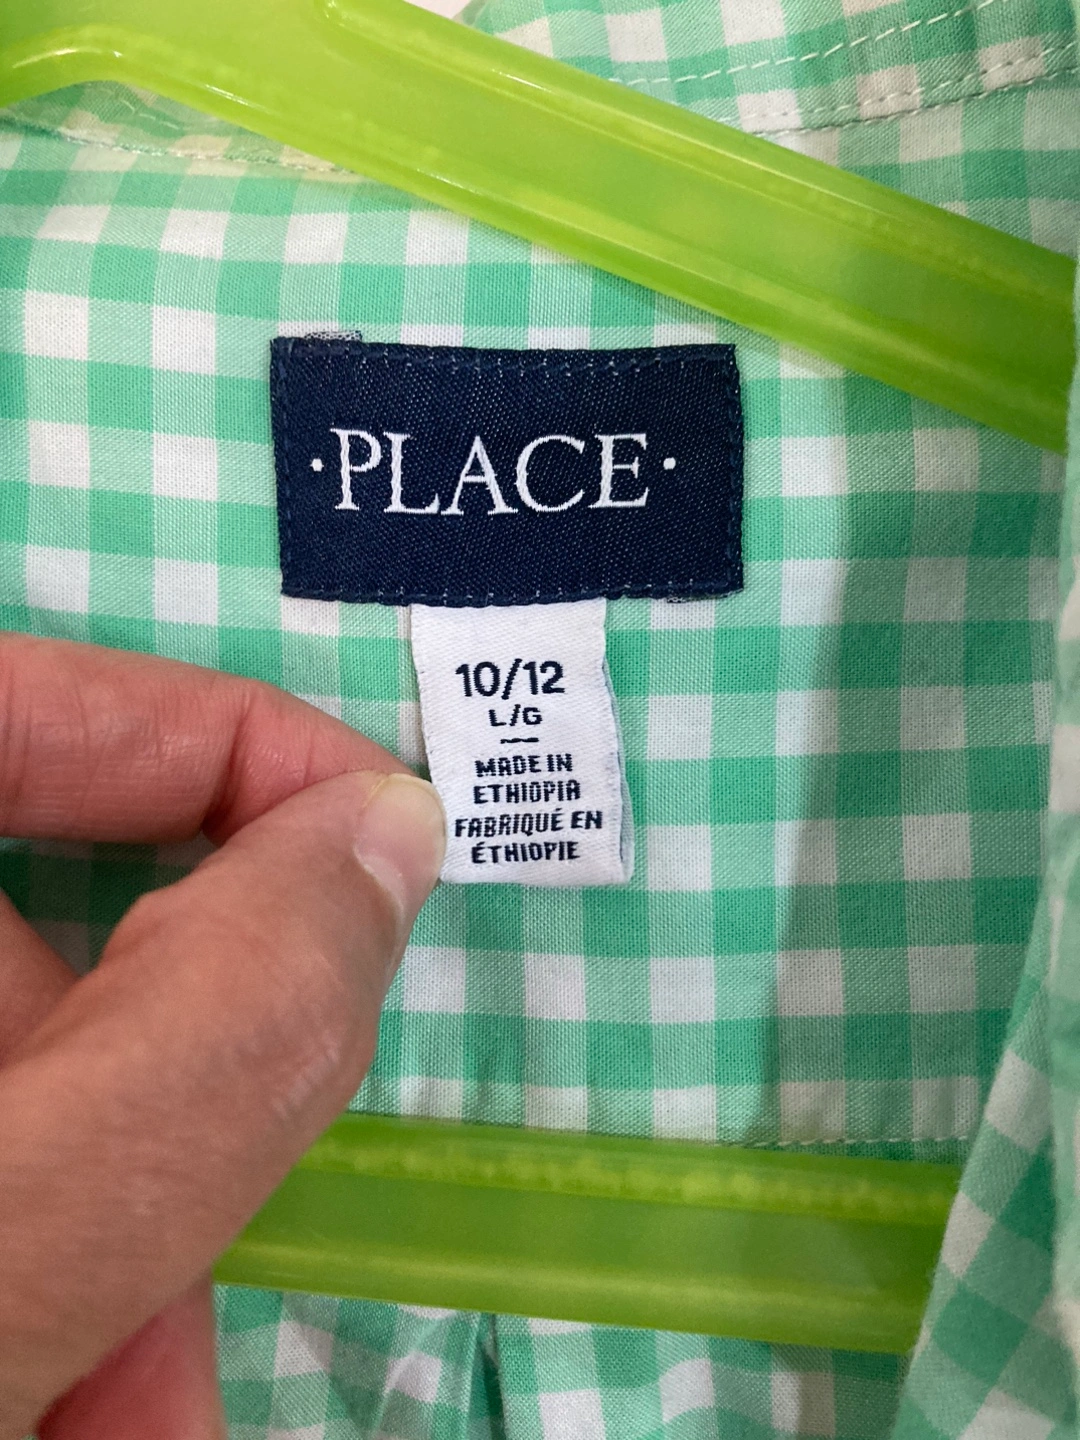 ·PLACE·
10/12
L/G
MADE IN
ETHIOPIA
FABRIQUÉ EN
ÉTHIOPIE